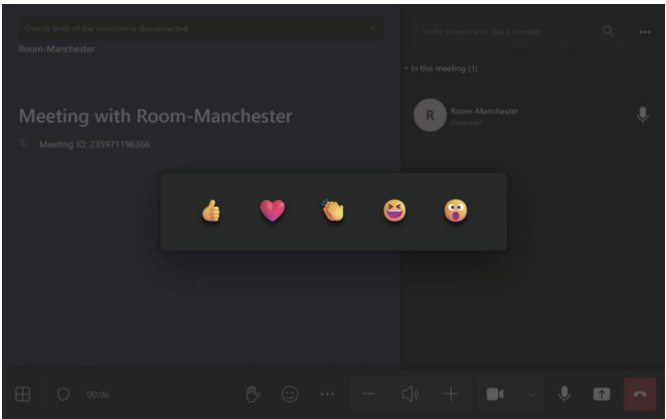 One or both of the monitors is disconnected
Room-Manchester
Meeting with Room-Manchester
Meeting ID: 235971196366
Invite someone or dial a number
In this meeting (1)
R
Room-Manchester
Organiser
00:06